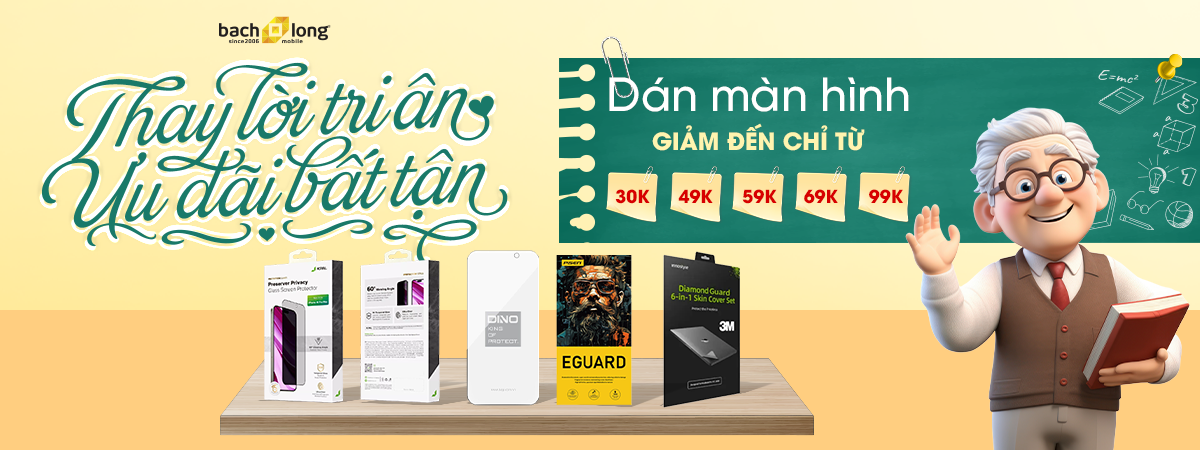 bach long
since2006 mobile
Thay lời tri ân
Ưu đãi bất tận
Dán màn hình
GIẢM ĐẾN CHỈ TỪ
30K 49K 59K 69K 99K
E=mc²
Preserver Privacy
Glass Screen Protector
60°
DINO
KING
OF
PROTECT.
PISEN
EGUARD
Diamond Guard
6-in-1 Skin Cover Set
3M